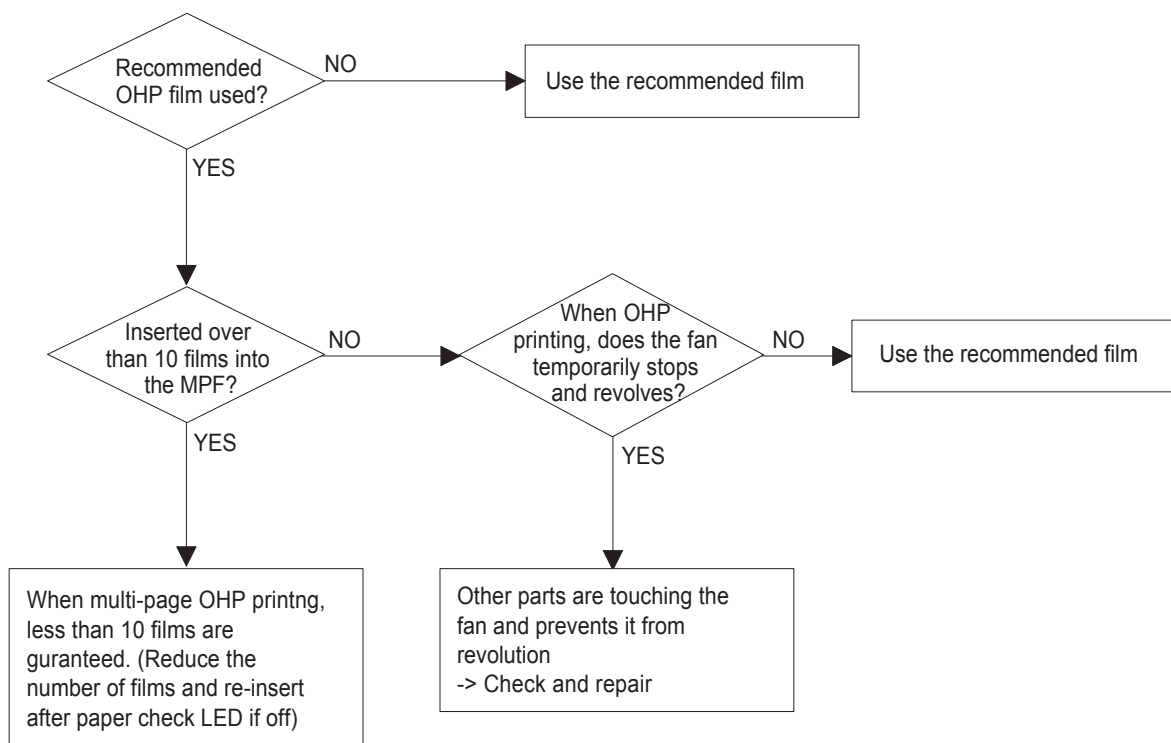 Recommended
OHP film used?
NO
Use the recommended film
YES
Inserted over
than 10 films into
the MPF?
NO
When OHP
printing, does the fan
temporarily stops
and revolves?
NO
Use the recommended film
YES
YES
When multi-page OHP printng,
less than 10 films are
guranteed. (Reduce the
number of films and re-insert
after paper check LED if off)
Other parts are touching the
fan and prevents it from
revolution
-> Check and repair